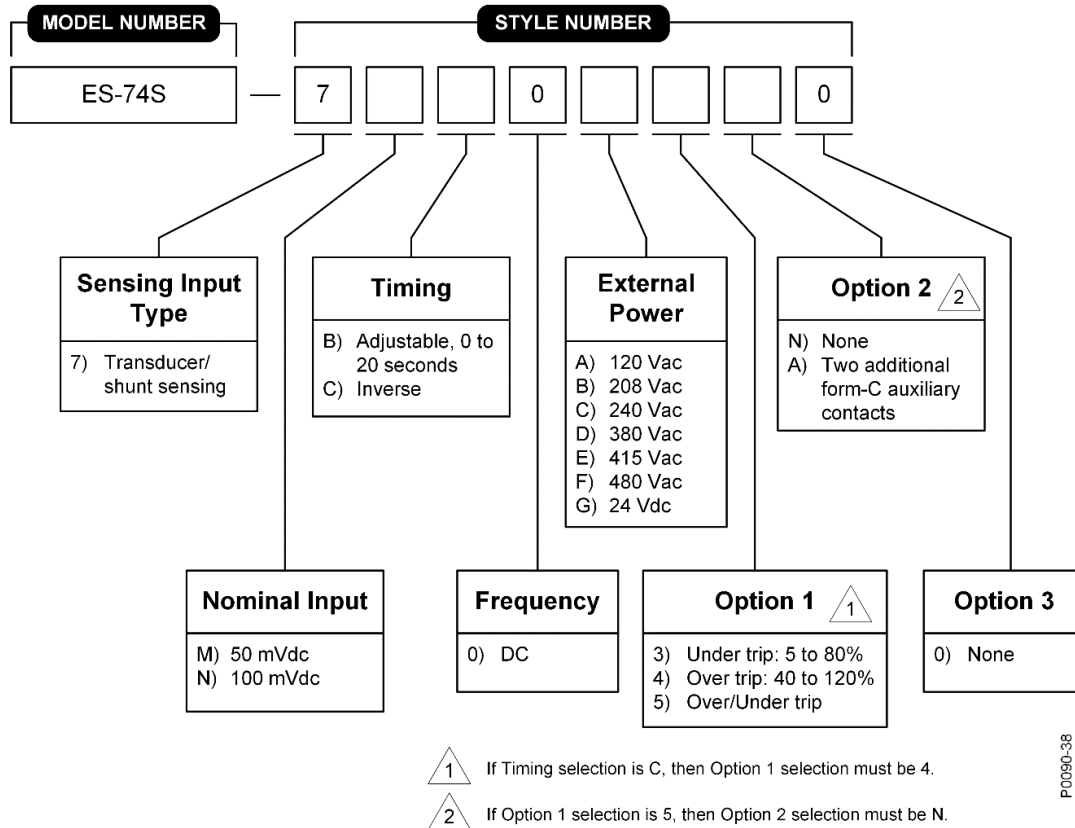 MODEL NUMBER
STYLE NUMBER
ES-74S — 7 0 0
Sensing Input
Type
7) Transducer/
shunt sensing
Timing
B) Adjustable, 0 to
20 seconds
C) Inverse
External
Power
A) 120 Vac
B) 208 Vac
C) 240 Vac
D) 380 Vac
E) 415 Vac
F) 480 Vac
G) 24 Vdc
Option 2 2
N) None
A) Two additional
form-C auxiliary
contacts
Nominal Input
M) 50 mVdc
N) 100 mVdc
Frequency
0) DC
Option 1 1
3) Under trip: 5 to 80%
4) Over trip: 40 to 120%
5) Over/Under trip
Option 3
0) None
1 If Timing selection is C, then Option 1 selection must be 4.
2 If Option 1 selection is 5, then Option 2 selection must be N.
P0090-38